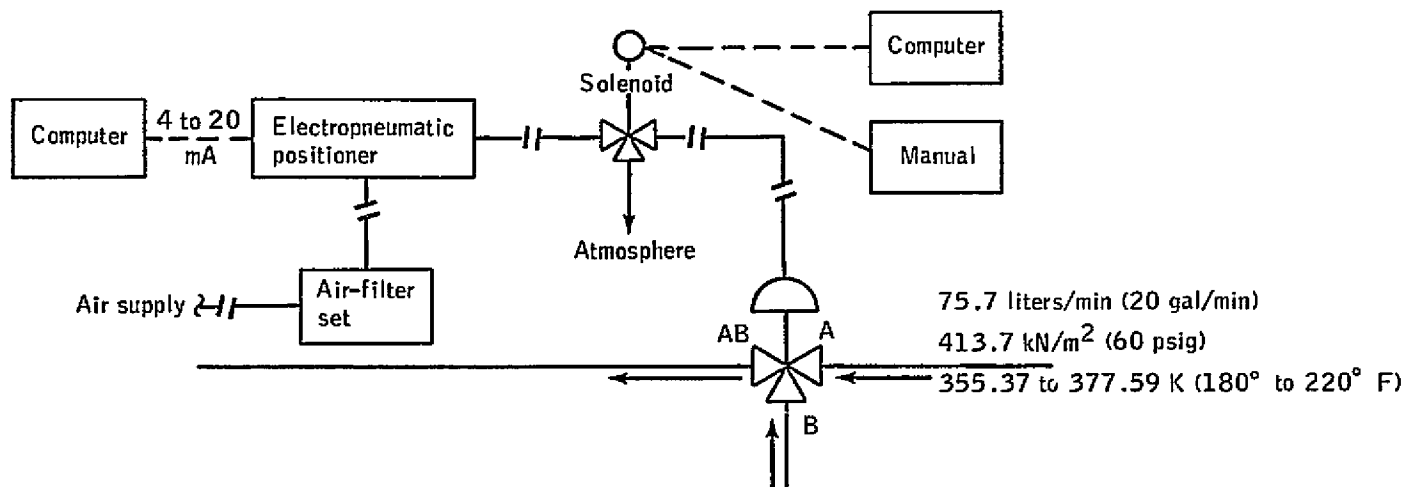 Computer
4 to 20
mA
Electropneumatic
positioner
Solenoid
Computer
Manual
Atmosphere
Air supply
Air-filter
set
AB
A
B
75.7 liters/min (20 gal/min)
413.7 kN/m² (60 psig)
355.37 to 377.59 K (180° to 220° F)